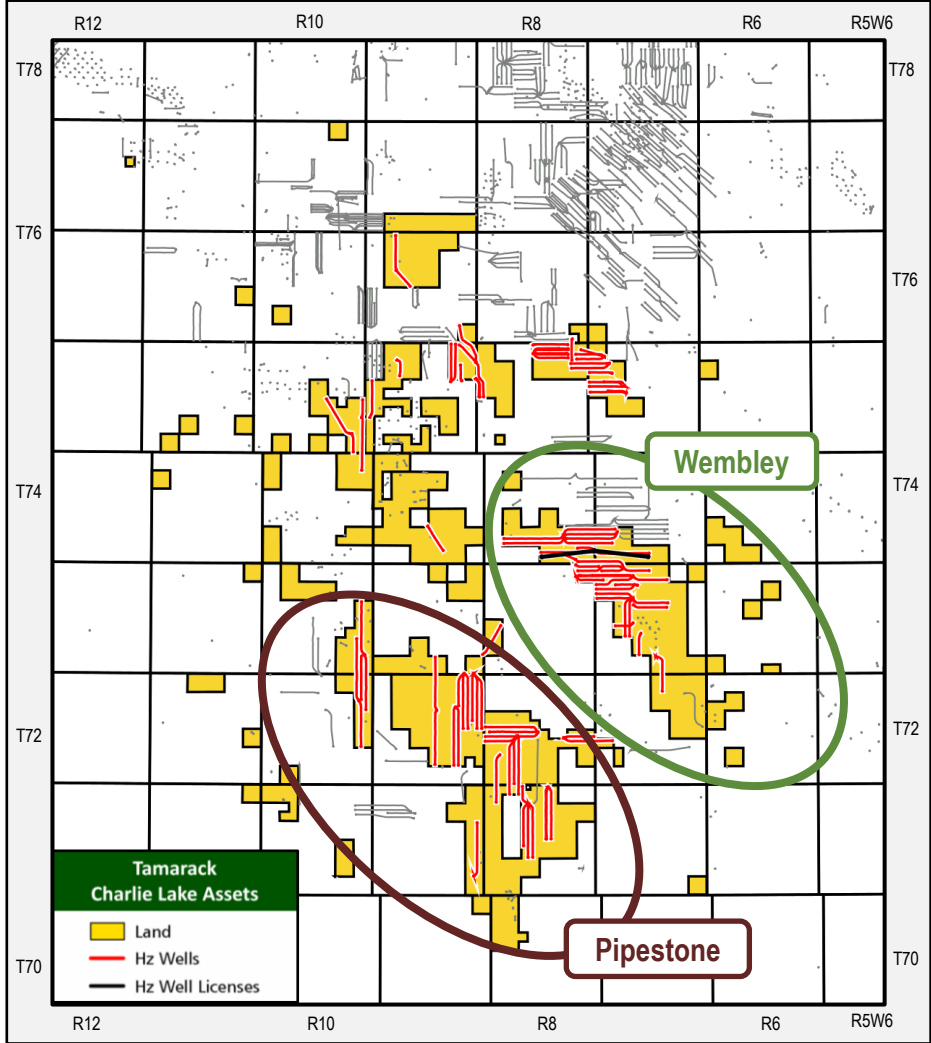 R12 R10 R8 R6 R5W6
T78 T78
T76
T76
Wembley
T74 T74
T72 T72
Tamarack
Charlie Lake Assets
Land
Hz Wells
Hz Well Licenses
Pipestone
T70 T70
R12 R10 R8 R6 R5W6